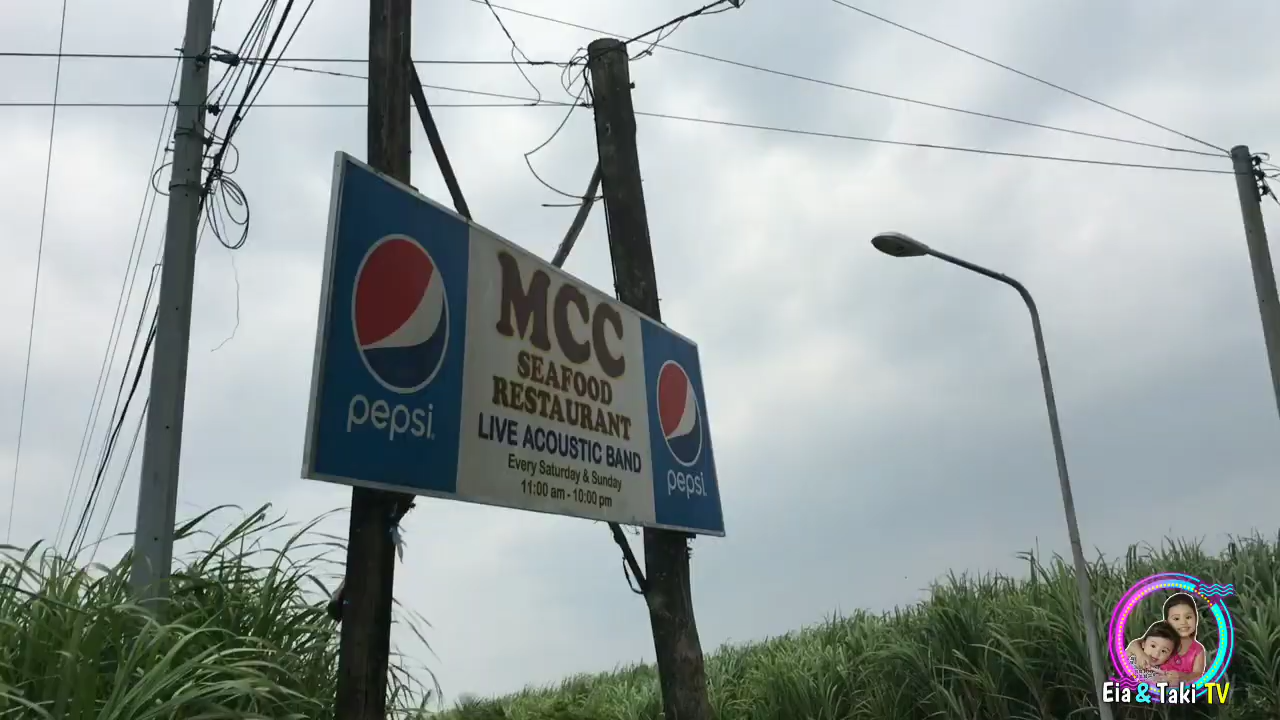 pepsi
MCC
SEAFOOD
RESTAURANT
LIVE ACOUSTIC BAND
Every Saturday & Sunday
11:00 am - 10:00 pm
pepsi
Eia & Taki TV